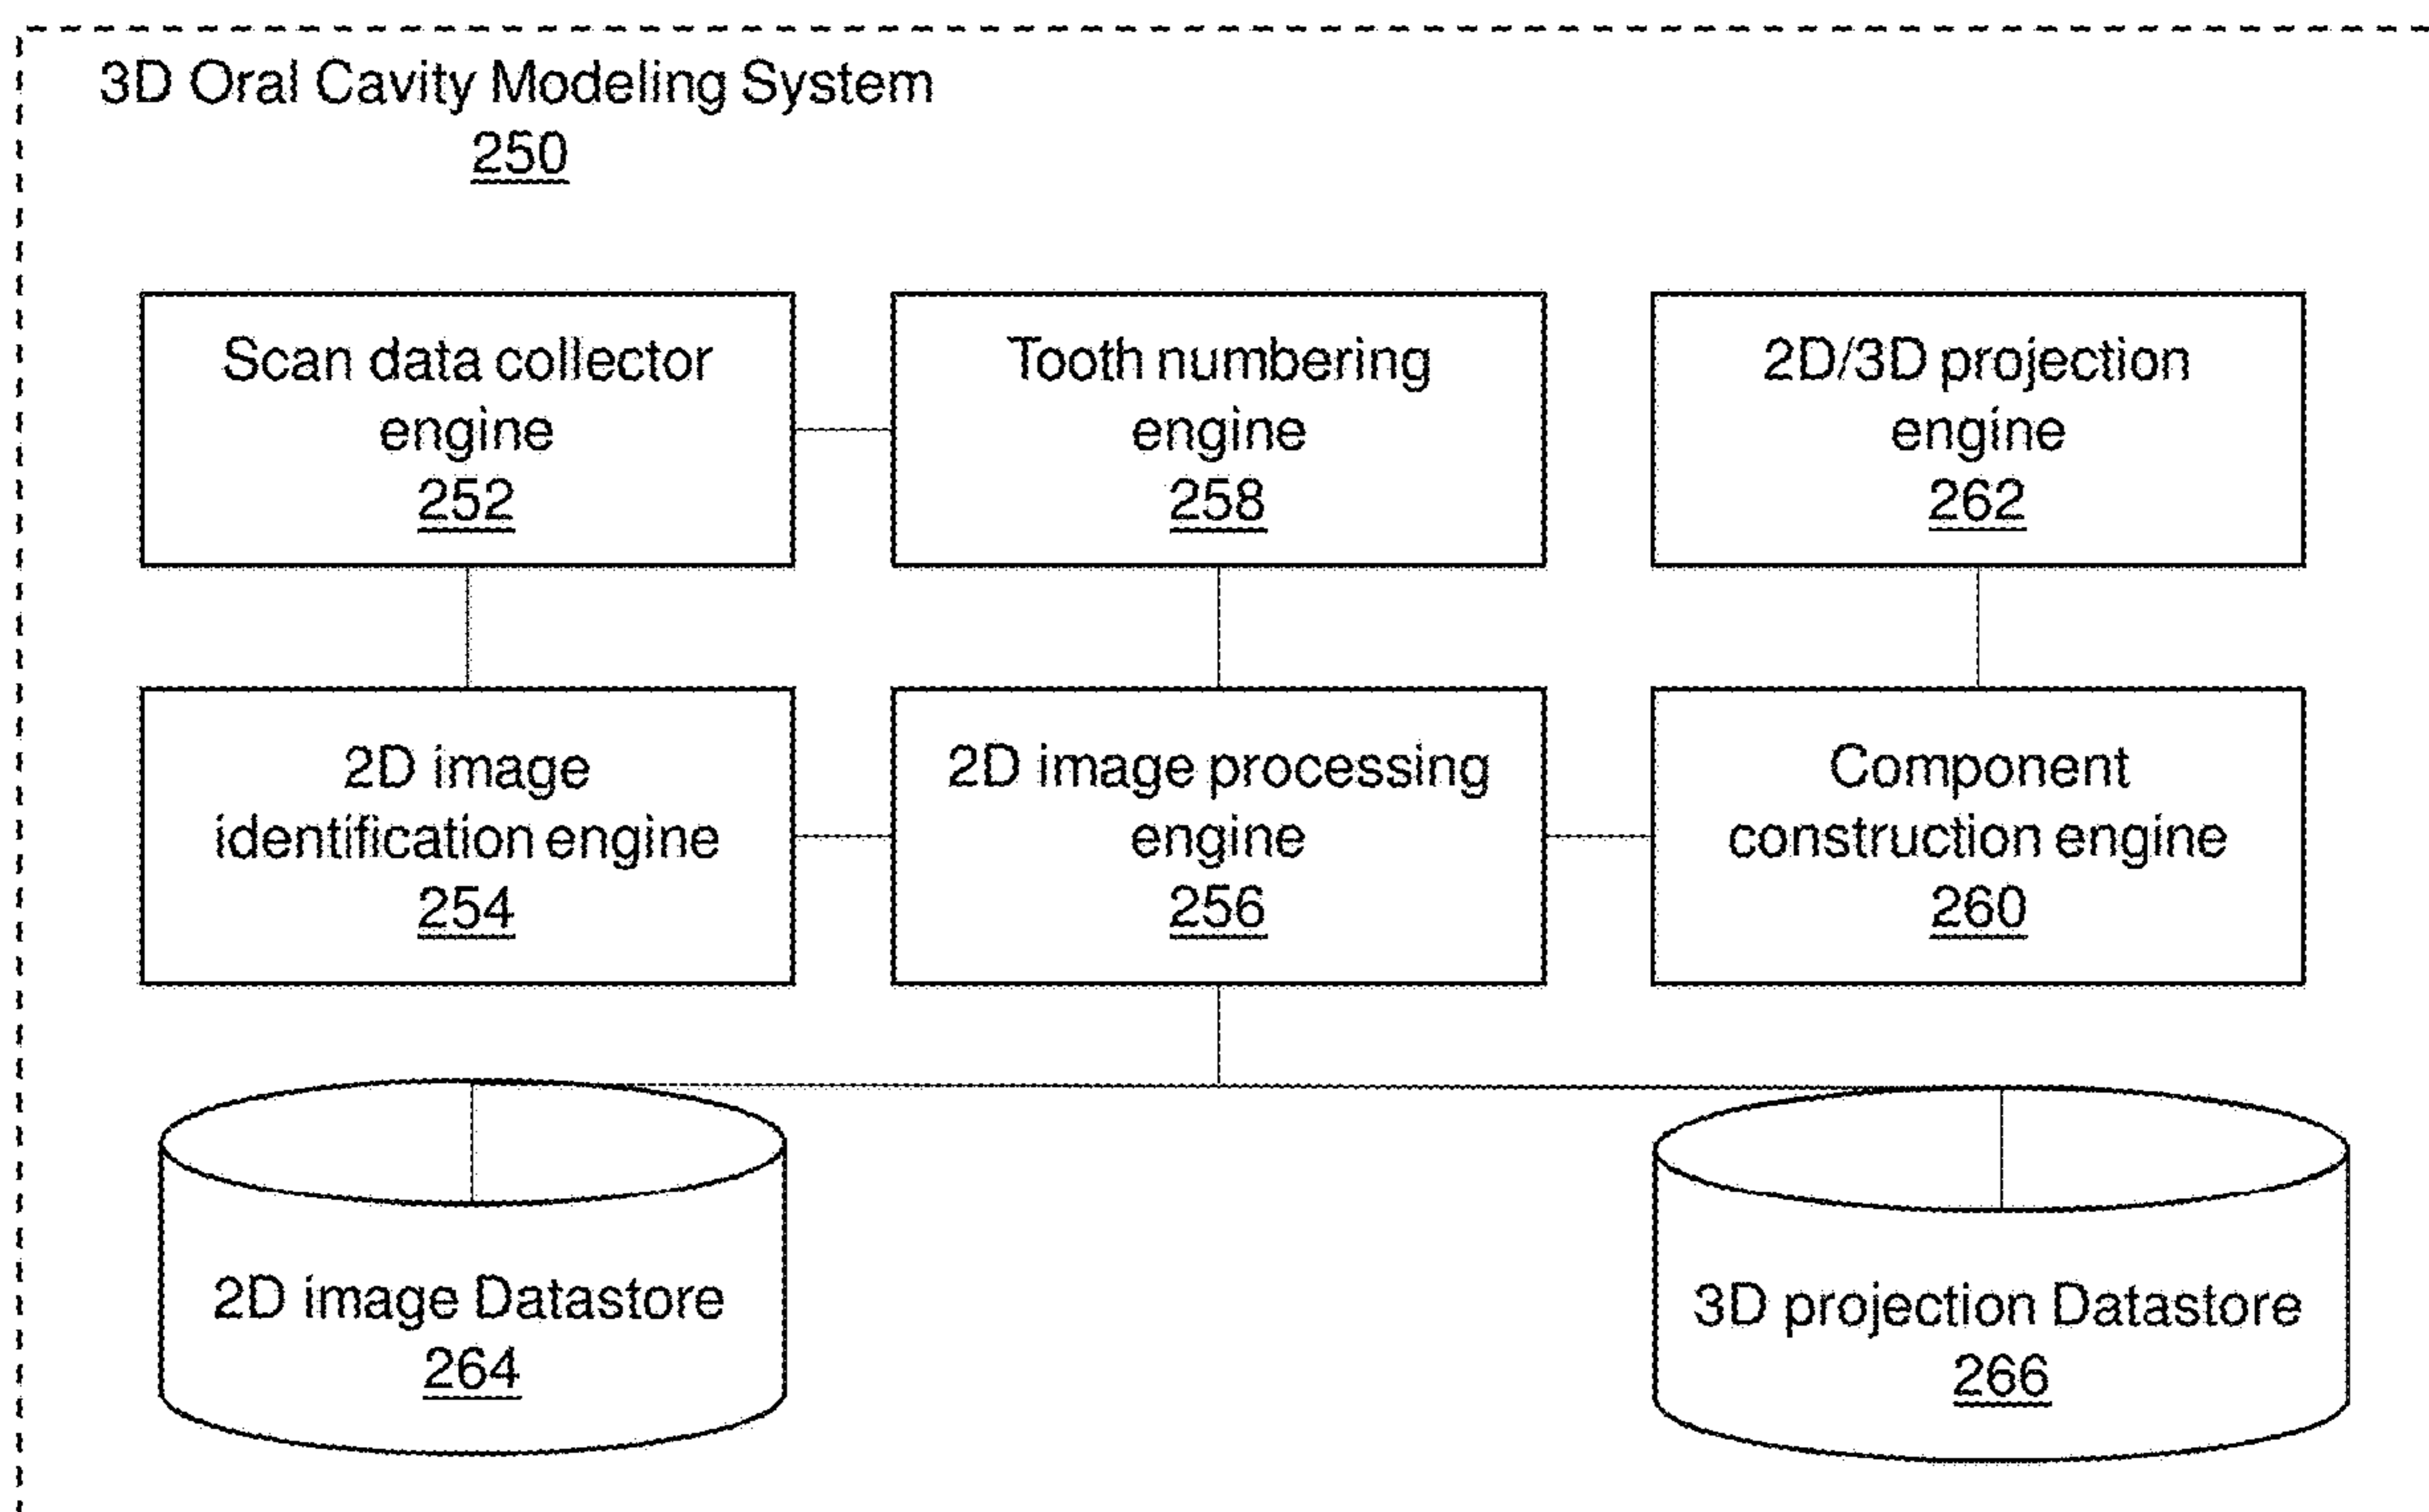 3D Oral Cavity Modeling System
250
Scan data collector
engine
252
Tooth numbering
engine
258
2D/3D projection
engine
262
2D image
identification engine
254
2D image processing
engine
256
Component
construction engine
260
2D image Datastore
264
3D projection Datastore
266